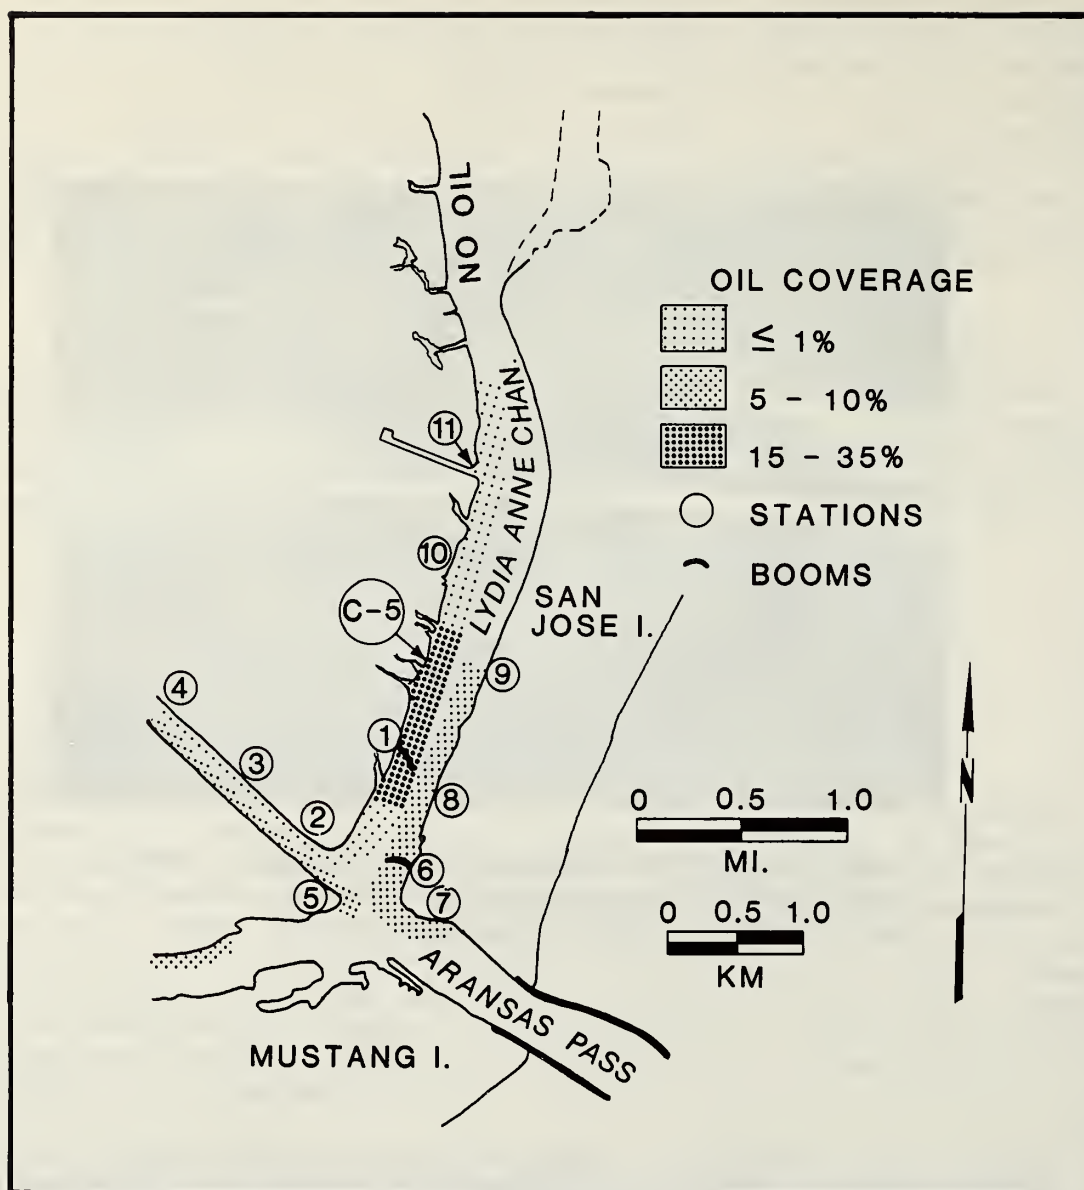 NO OIL
OIL COVERAGE
≤ 1%
5 - 10%
15 - 35%
STATIONS
BOOMS
LYDIA ANNE CHAN.
11
10
C-5
SAN
JOSE I.
9
4
1
3
8
2
6
5
7
N
0 0.5 1.0
MI.
0 0.5 1.0
KM
ARANSAS PASS
MUSTANG I.